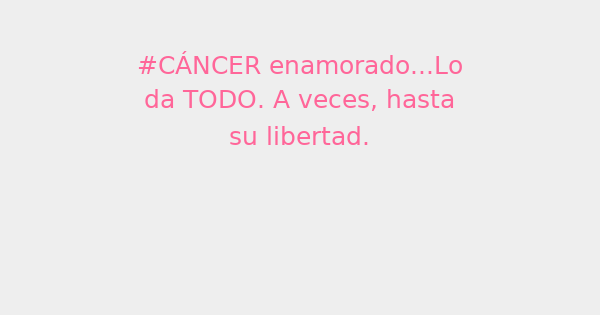 #CÁNCER enamorado...Lo
da TODO. A veces, hasta
su libertad.